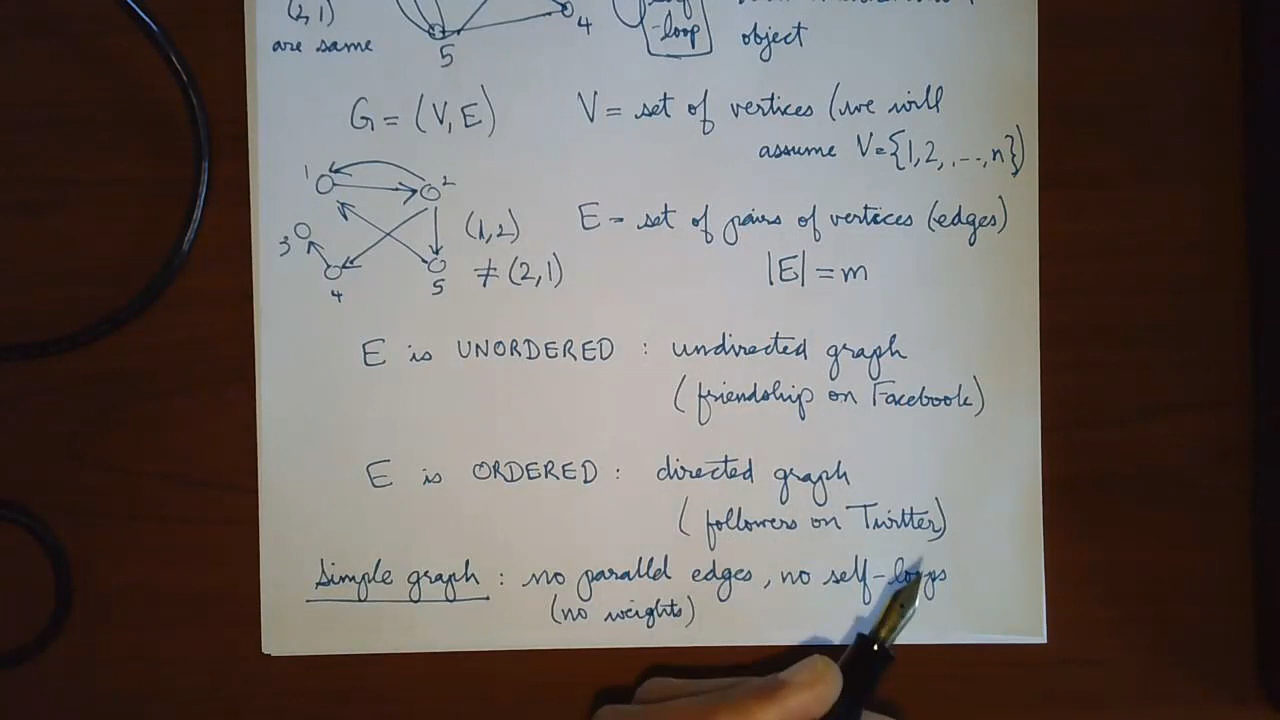 (2,1)
are same
5
4
-loop
object
G = (V, E)
V = set of vertices (we will
assume V={1,2,...,n})
1
2
3
4
5
(1,2)
≠ (2,1)
E - set of pairs of vertices (edges)
|E| = m
E is UNORDERED : undirected graph
(friendship on Facebook)
E is ORDERED : directed graph
(followers on Twitter)
Simple graph : no parallel edges, no self-loops
(no weights)